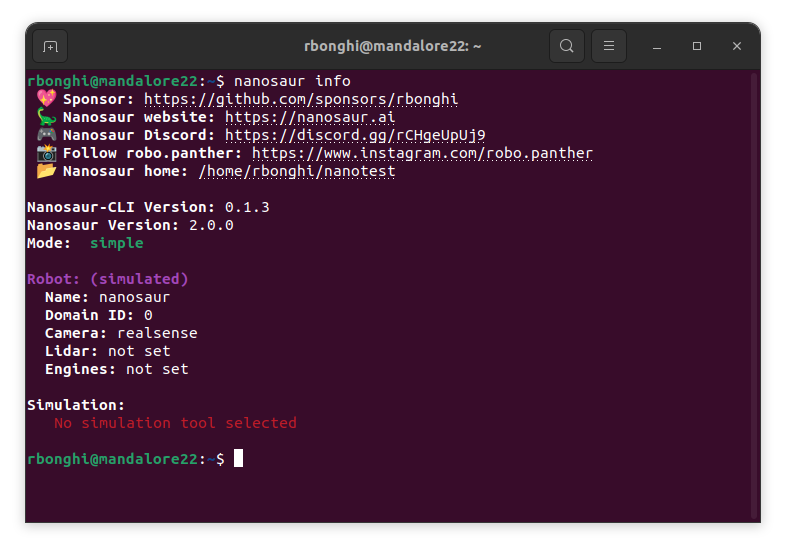 rbonghi@mandalore22: ~
rbonghi@mandalore22:~$ nanosaur info
💖 Sponsor: https://github.com/sponsors/rbonghi
🦕 Nanosaur website: https://nanosaur.ai
🎮 Nanosaur Discord: https://discord.gg/rCHgeUpUj9
📸 Follow robo.panther: https://www.instagram.com/robo.panther
📂 Nanosaur home: /home/rbonghi/nanotest
Nanosaur-CLI Version: 0.1.3
Nanosaur Version: 2.0.0
Mode:  simple
Robot: (simulated)
Name: nanosaur
Domain ID: 0
Camera: realsense
Lidar: not set
Engines: not set
Simulation:
No simulation tool selected
rbonghi@mandalore22:~$